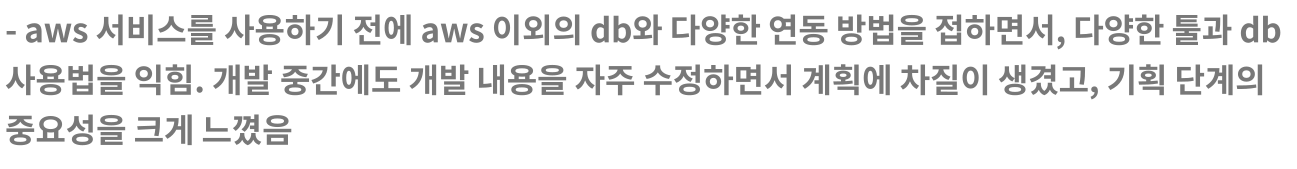 - aws 서비스를 사용하기 전에 aws 이외의 db와 다양한 연동 방법을 접하면서, 다양한 툴과 db
사용법을 익힘. 개발 중간에도 개발 내용을 자주 수정하면서 계획에 차질이 생겼고, 기획 단계의
중요성을 크게 느꼈음